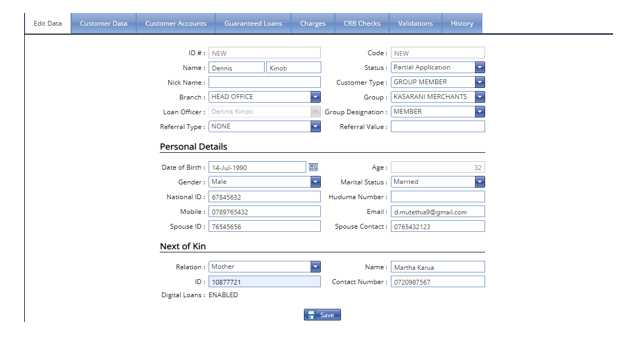 Edit Data Customer Data Customer Accounts Guaranteed Loans Charges CRB Checks Validations History
ID # : NEW Code : NEW
Name : Dennis Kinoti Status : Partial Application
Nick Name : Customer Type : GROUP MEMBER
Branch : HEAD OFFICE Group : KASARANI MERCHANTS
Loan Officer : Dennis Kinoti Group Designation : MEMBER
Referral Type : NONE Referral Value :
Personal Details
Date of Birth : 14-Jul-1990 Age : 32
Gender : Male Marital Status : Married
National ID : 67845632 Huduma Number :
Mobile : 0789765432 Email : d.mutethia9@gmail.com
Spouse ID : 76545656 Spouse Contact : 0765432123
Next of Kin
Relation : Mother Name : Martha Karua
ID : 10877721 Contact Number : 0720987567
Digital Loans : ENABLED
Save